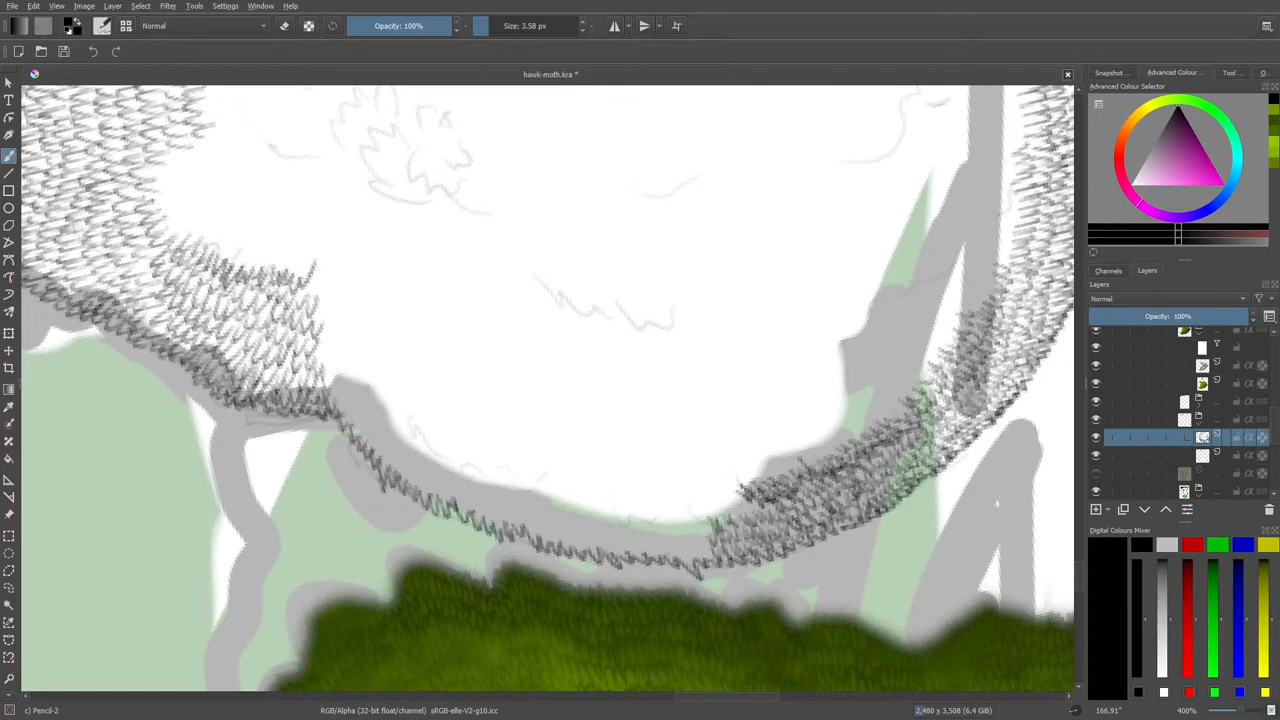 File Edit View Image Layer Select Filter Tools Settings Window Help
Normal Opacity: 100% Size: 3.58 px
hawk-moth.kra *
Snapshot ... Advanced Colour ... Tool ... O...
Advanced Colour Selector
Channels Layers
Layers
Normal
Opacity: 100%
Digital Colours Mixer
c) Pencil-2 RGB/Alpha (32-bit float/channel) sRGB-elle-V2-g10.icc 2,480 x 3,508 (6.4 GiB) 166.91° 400%